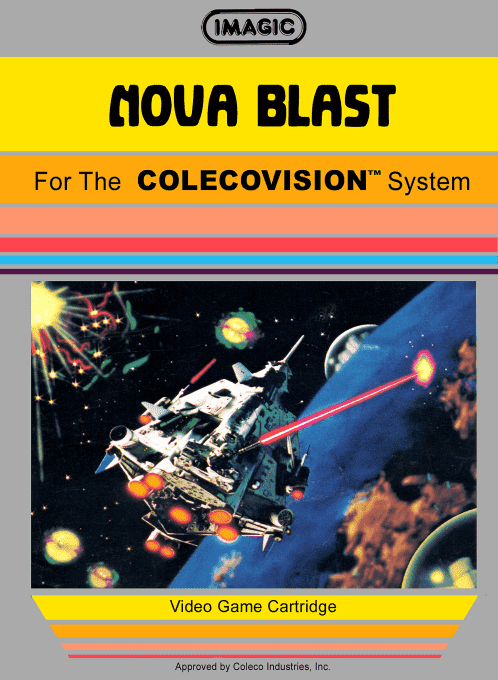 IMAGIC
NOVA BLAST
For The COLECOVISION™ System
Video Game Cartridge
Approved by Coleco Industries, Inc.